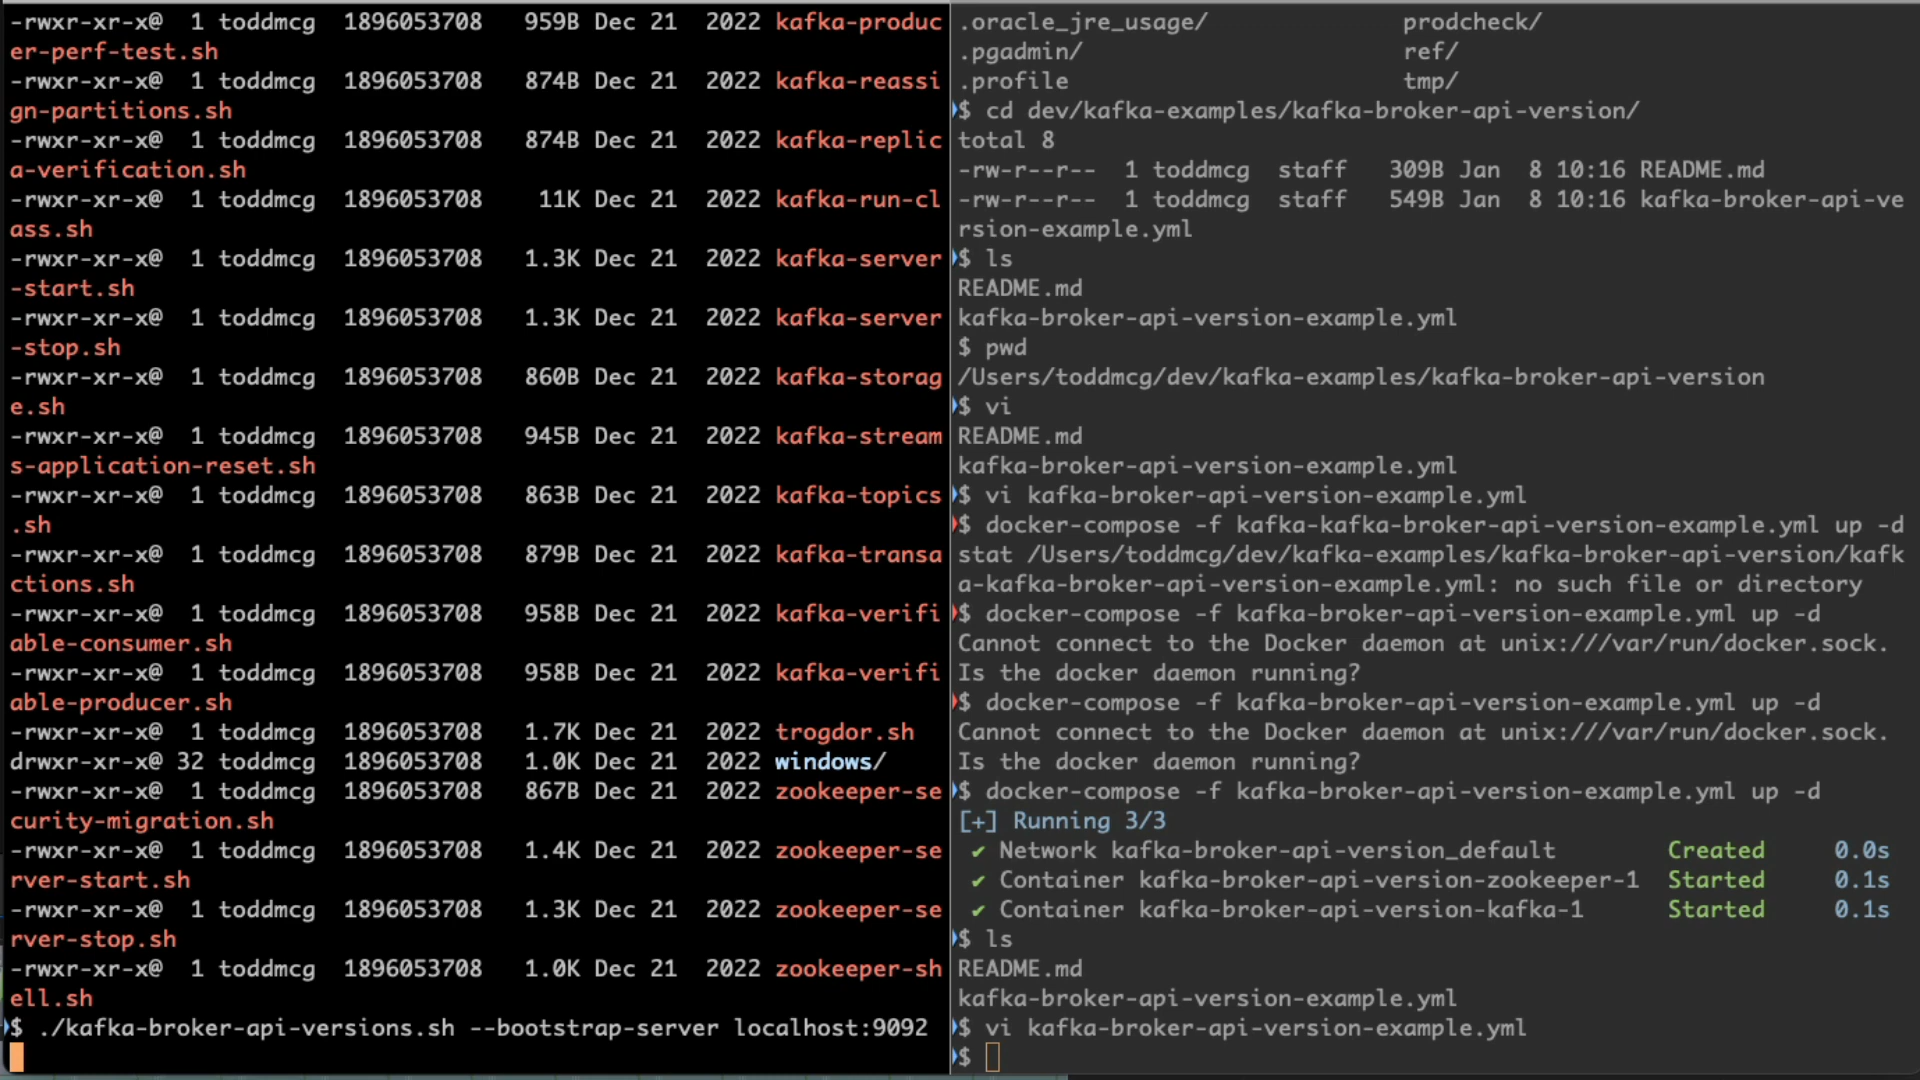 -rwxr-xr-x@  1 toddmcg  1896053708   959B Dec 21  2022 kafka-produc
er-perf-test.sh
-rwxr-xr-x@  1 toddmcg  1896053708   874B Dec 21  2022 kafka-reassi
gn-partitions.sh
-rwxr-xr-x@  1 toddmcg  1896053708   874B Dec 21  2022 kafka-replic
a-verification.sh
-rwxr-xr-x@  1 toddmcg  1896053708    11K Dec 21  2022 kafka-run-cl
ass.sh
-rwxr-xr-x@  1 toddmcg  1896053708   1.3K Dec 21  2022 kafka-server
-start.sh
-rwxr-xr-x@  1 toddmcg  1896053708   1.3K Dec 21  2022 kafka-server
-stop.sh
-rwxr-xr-x@  1 toddmcg  1896053708   860B Dec 21  2022 kafka-storag
e.sh
-rwxr-xr-x@  1 toddmcg  1896053708   945B Dec 21  2022 kafka-stream
s-application-reset.sh
-rwxr-xr-x@  1 toddmcg  1896053708   863B Dec 21  2022 kafka-topics
.sh
-rwxr-xr-x@  1 toddmcg  1896053708   879B Dec 21  2022 kafka-transa
ctions.sh
-rwxr-xr-x@  1 toddmcg  1896053708   958B Dec 21  2022 kafka-verifi
able-consumer.sh
-rwxr-xr-x@  1 toddmcg  1896053708   958B Dec 21  2022 kafka-verifi
able-producer.sh
-rwxr-xr-x@  1 toddmcg  1896053708   1.7K Dec 21  2022 trogdor.sh
drwxr-xr-x@ 32 toddmcg  1896053708   1.0K Dec 21  2022 windows/
-rwxr-xr-x@  1 toddmcg  1896053708   867B Dec 21  2022 zookeeper-se
curity-migration.sh
-rwxr-xr-x@  1 toddmcg  1896053708   1.4K Dec 21  2022 zookeeper-se
rver-start.sh
-rwxr-xr-x@  1 toddmcg  1896053708   1.3K Dec 21  2022 zookeeper-se
rver-stop.sh
-rwxr-xr-x@  1 toddmcg  1896053708   1.0K Dec 21  2022 zookeeper-sh
ell.sh
$ ./kafka-broker-api-versions.sh --bootstrap-server localhost:9092
.oracle_jre_usage/              prodcheck/
.pgadmin/                       ref/
.profile                        tmp/
$ cd dev/kafka-examples/kafka-broker-api-version/
total 8
-rw-r--r--  1 toddmcg  staff   309B Jan  8 10:16 README.md
-rw-r--r--  1 toddmcg  staff   549B Jan  8 10:16 kafka-broker-api-ve
rsion-example.yml
$ ls
README.md
kafka-broker-api-version-example.yml
$ pwd
/Users/toddmcg/dev/kafka-examples/kafka-broker-api-version
$ vi
README.md
kafka-broker-api-version-example.yml
$ vi kafka-broker-api-version-example.yml
$ docker-compose -f kafka-kafka-broker-api-version-example.yml up -d
stat /Users/toddmcg/dev/kafka-examples/kafka-broker-api-version/kafk
a-kafka-broker-api-version-example.yml: no such file or directory
$ docker-compose -f kafka-broker-api-version-example.yml up -d
Cannot connect to the Docker daemon at unix:///var/run/docker.sock.
Is the docker daemon running?
$ docker-compose -f kafka-broker-api-version-example.yml up -d
Cannot connect to the Docker daemon at unix:///var/run/docker.sock.
Is the docker daemon running?
$ docker-compose -f kafka-broker-api-version-example.yml up -d
[+] Running 3/3
 ✔ Network kafka-broker-api-version_default        Created     0.0s
 ✔ Container kafka-broker-api-version-zookeeper-1  Started     0.1s
 ✔ Container kafka-broker-api-version-kafka-1      Started     0.1s
$ ls
README.md
kafka-broker-api-version-example.yml
$ vi kafka-broker-api-version-example.yml
$